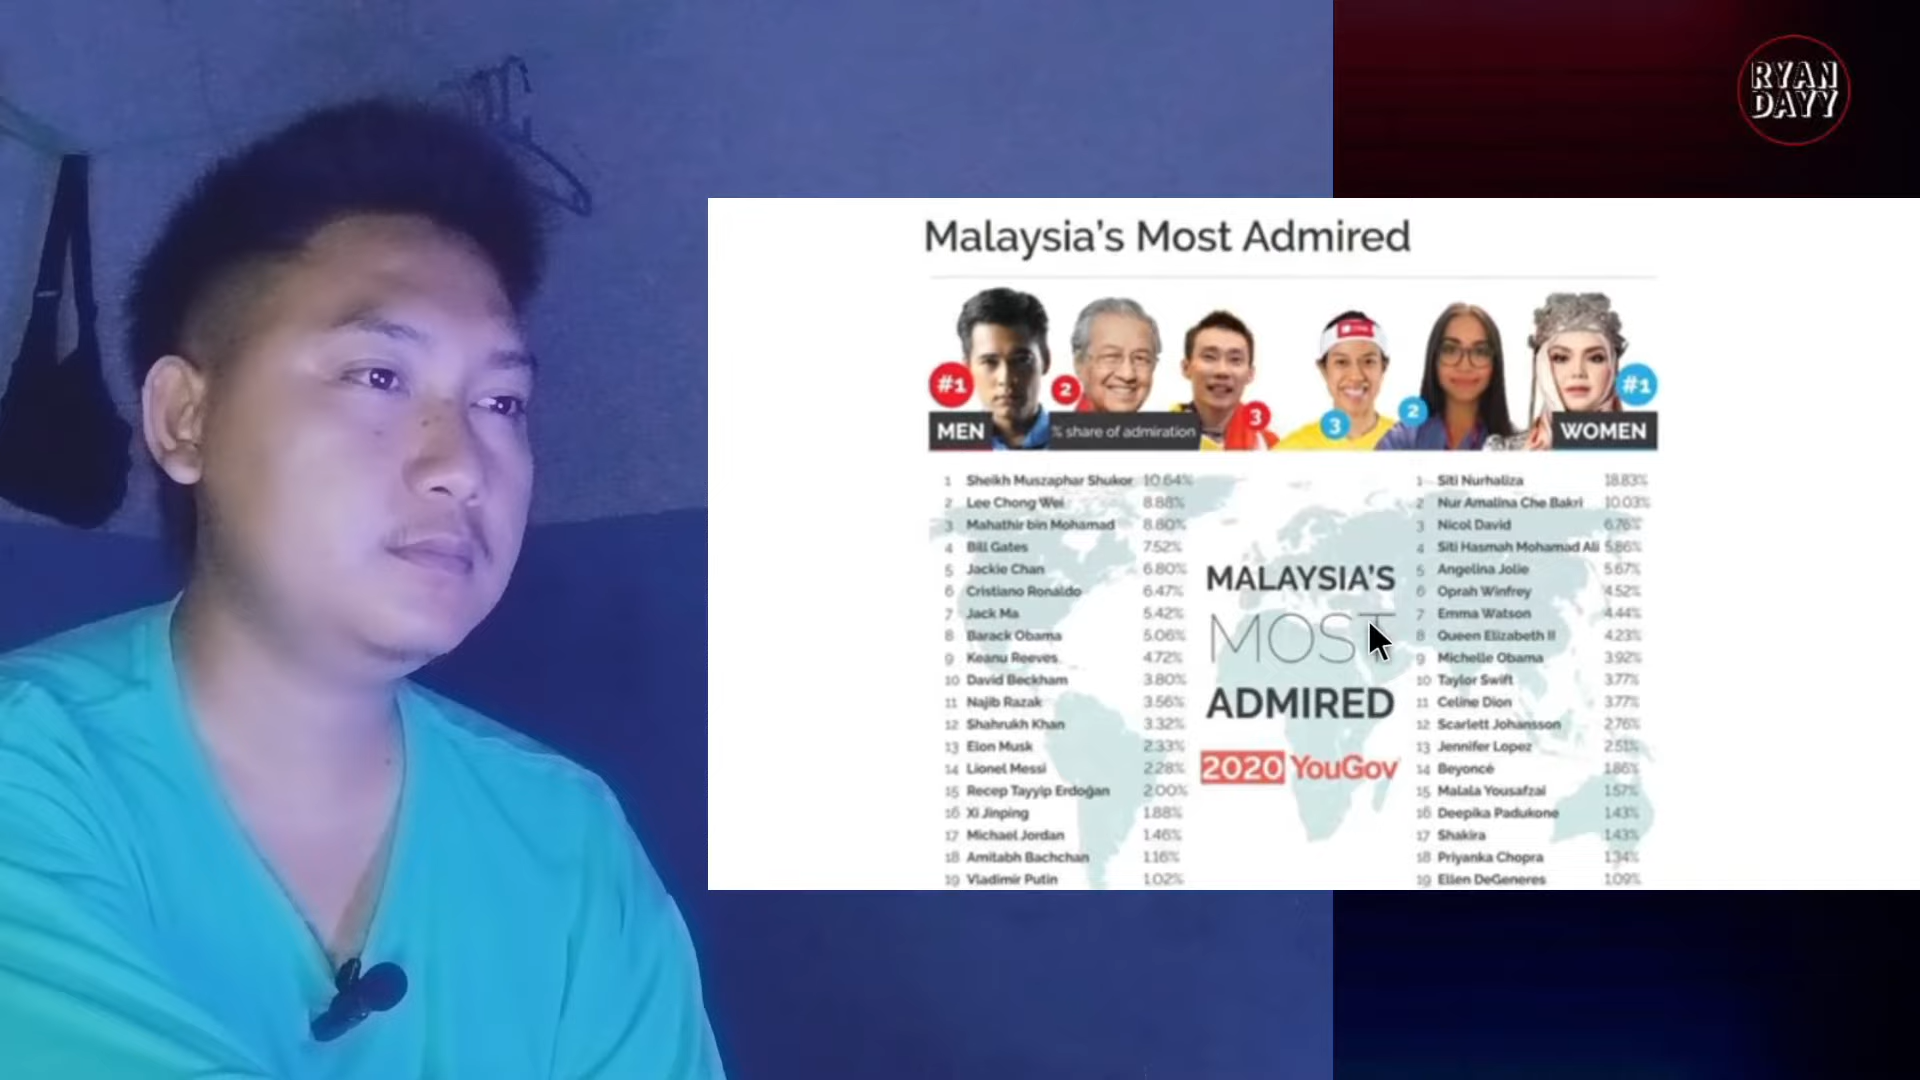 RYAN
DAYY
Malaysia's Most Admired
#1
2
3
3
2
#1
MEN
% share of admiration
WOMEN
1 Sheikh Muszaphar Shukor 10.64%
2 Lee Chong Wei 8.88%
3 Mahathir bin Mohamad 8.80%
4 Bill Gates 7.52%
5 Jackie Chan 6.80%
6 Cristiano Ronaldo 6.47%
7 Jack Ma 5.42%
8 Barack Obama 5.06%
9 Keanu Reeves 4.72%
10 David Beckham 3.80%
11 Najib Razak 3.56%
12 Shahrukh Khan 3.32%
13 Elon Musk 2.33%
14 Lionel Messi 2.28%
15 Recep Tayyip Erdoğan 2.00%
16 Xi Jinping 1.88%
17 Michael Jordan 1.46%
18 Amitabh Bachchan 1.16%
19 Vladimir Putin 1.02%
MALAYSIA'S
MOST
ADMIRED
2020 YouGov
1 Siti Nurhaliza 18.83%
2 Nur Amalina Che Bakri 10.03%
3 Nicol David 6.76%
4 Siti Hasmah Mohamad Ali 5.86%
5 Angelina Jolie 5.67%
6 Oprah Winfrey 4.52%
7 Emma Watson 4.44%
8 Queen Elizabeth II 4.23%
9 Michelle Obama 3.92%
10 Taylor Swift 3.77%
11 Celine Dion 3.77%
12 Scarlett Johansson 2.76%
13 Jennifer Lopez 2.51%
14 Beyoncé 1.86%
15 Malala Yousafzai 1.57%
16 Deepika Padukone 1.43%
17 Shakira 1.43%
18 Priyanka Chopra 1.34%
19 Ellen DeGeneres 1.09%